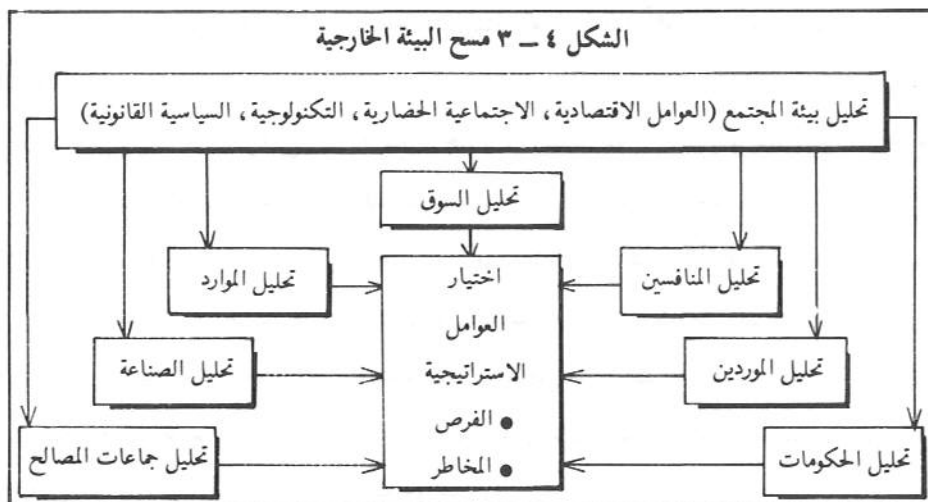 الشكل ٤ – ٣ مسح البيئة الخارجية
تحليل بيئة المجتمع (العوامل الاقتصادية، الاجتماعية الحضارية، التكنولوجية، السياسية القانونية)
تحليل السوق
تحليل المنافسين
اختيار
تحليل الموارد
العوامل
تحليل الموردين
الاستراتيجية
تحليل الصناعة
● الفرص
تحليل الحكومات
● المخاطر
تحليل جماعات المصالح